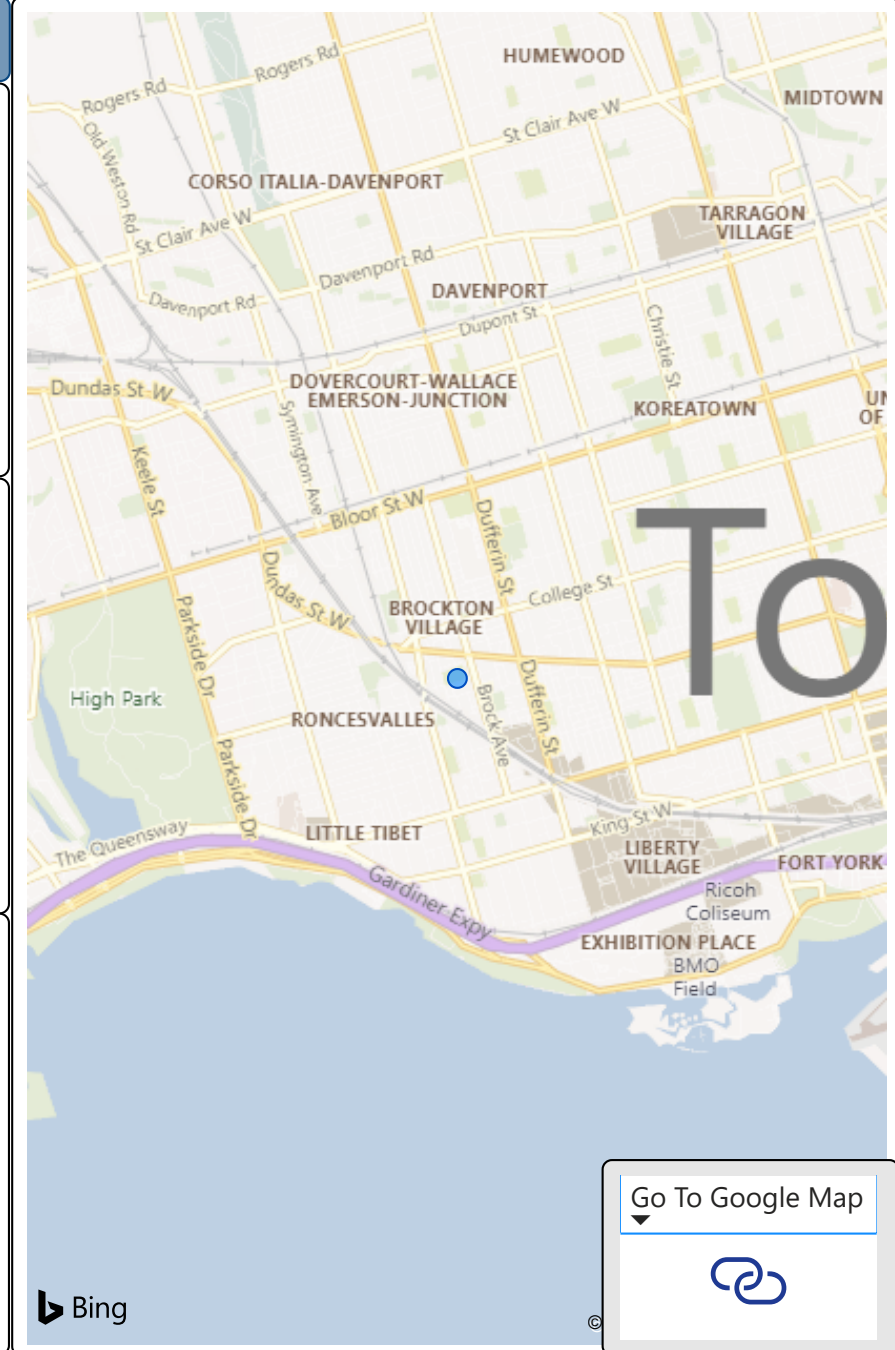 HUMEWOOD
Rogers Rd
MIDTOWN
Rogers Rd
St Clair Ave W
Old Weston Rd
CORSO ITALIA-DAVENPORT
TARRAGON
VILLAGE
St Clair Ave W
Davenport Rd
DAVENPORT
Davenport Rd
Dupont St
Christie St
Dundas St W
DOVERCOURT-WALLACE
EMERSON-JUNCTION
UN
OF
KOREATOWN
Symington Ave
Keele St
Bloor St W
To
Dufferin St
Dundas St W
College St
BROCKTON
VILLAGE
Parkside Dr
High Park
Dufferin St
Brock Ave
RONCESVALLES
Parkside Dr
The Queensway
LITTLE TIBET
King St W
LIBERTY
VILLAGE
FORT YORK
Gardiner Expy
Ricoh
Coliseum
EXHIBITION PLACE
BMO
Field
Go To Google Map
Bing
©